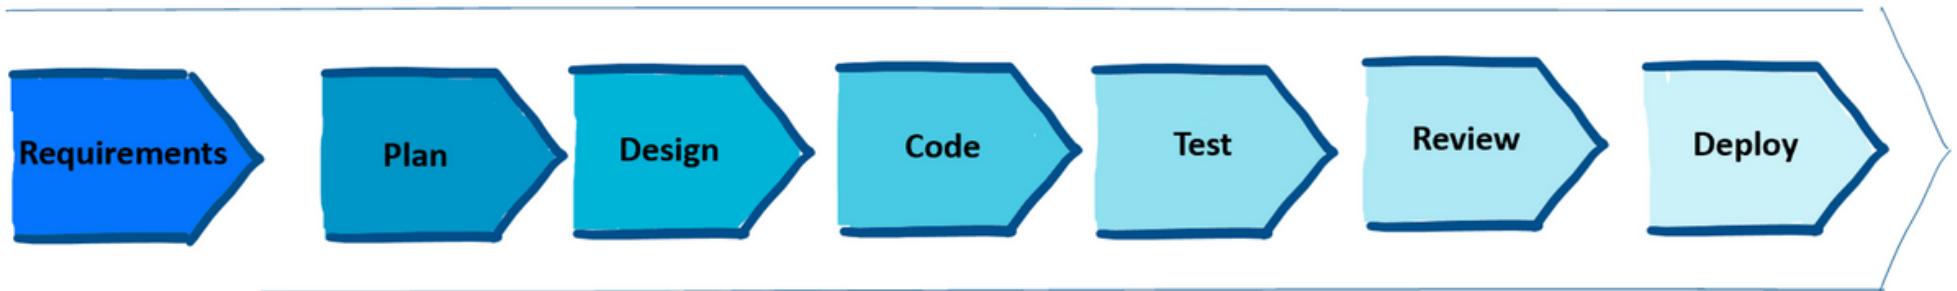 Requirements
Plan
Design
Code
Test
Review
Deploy